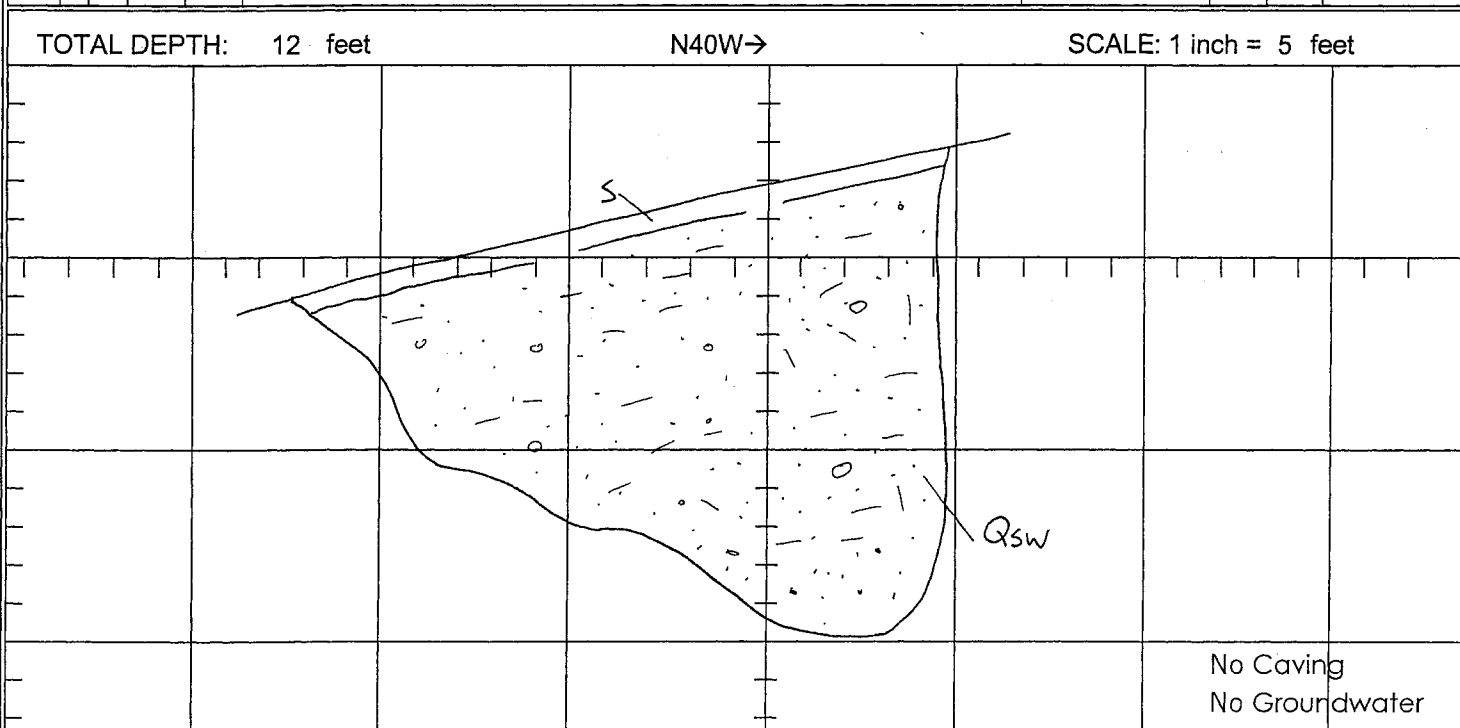 TOTAL DEPTH: 12 feet N40W→ SCALE: 1 inch = 5 feet
S
Qsw
No Caving
No Groundwater